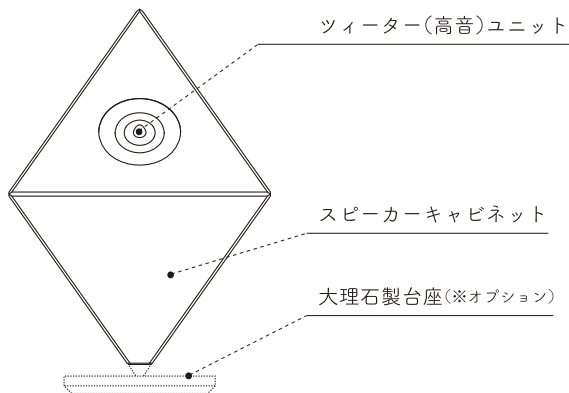 ツィーター(高音)ユニット
スピーカーキャビネット
大理石製台座(※オプション)